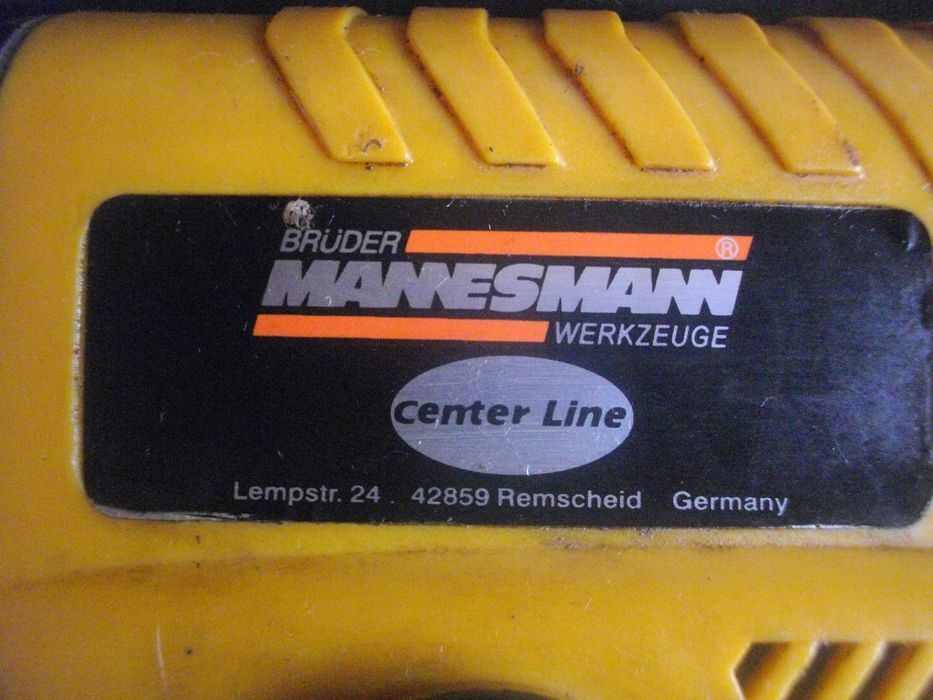 BRÜDER
®
MANNESMANN
WERKZEUGE
Center Line
Lempstr. 24 . 42859 Remscheid Germany